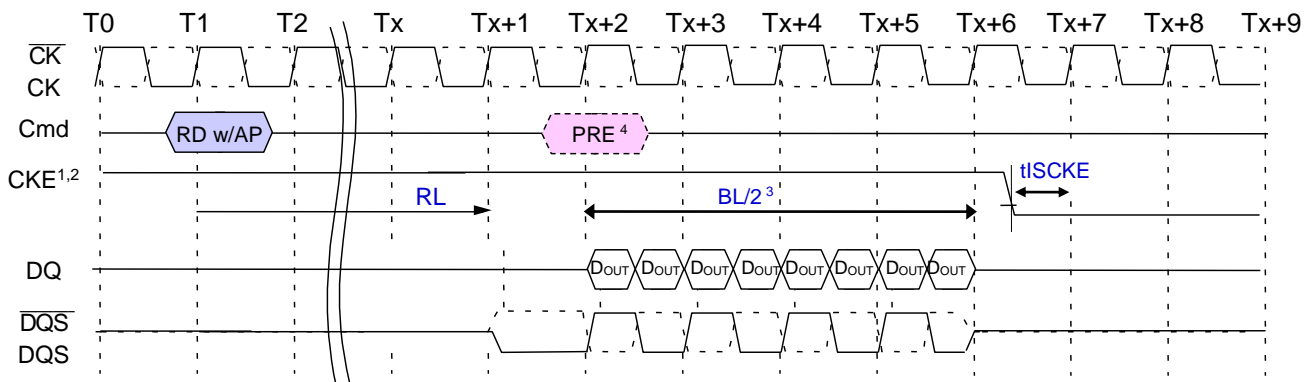 T0 T1 T2 Tx Tx+1 Tx+2 Tx+3 Tx+4 Tx+5 Tx+6 Tx+7 Tx+8 Tx+9
CK
CK
Cmd RD w/AP PRE 4
CKE1,2 tISCKE
RL BL/2 3
DQ DOUT DOUT DOUT DOUT DOUT DOUT DOUT DOUT
DQS
DQS